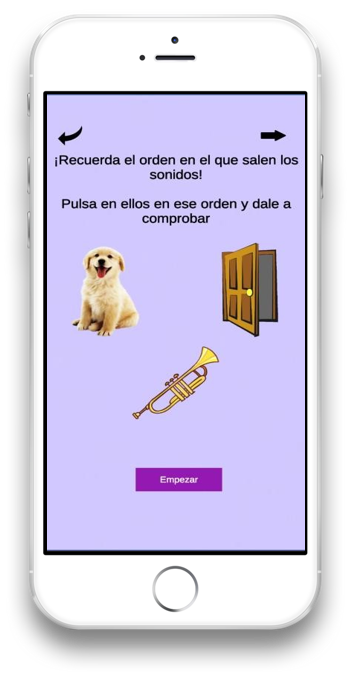 ¡Recuerda el orden en el que salen los
sonidos!
Pulsa en ellos en ese orden y dale a
comprobar
Empezar